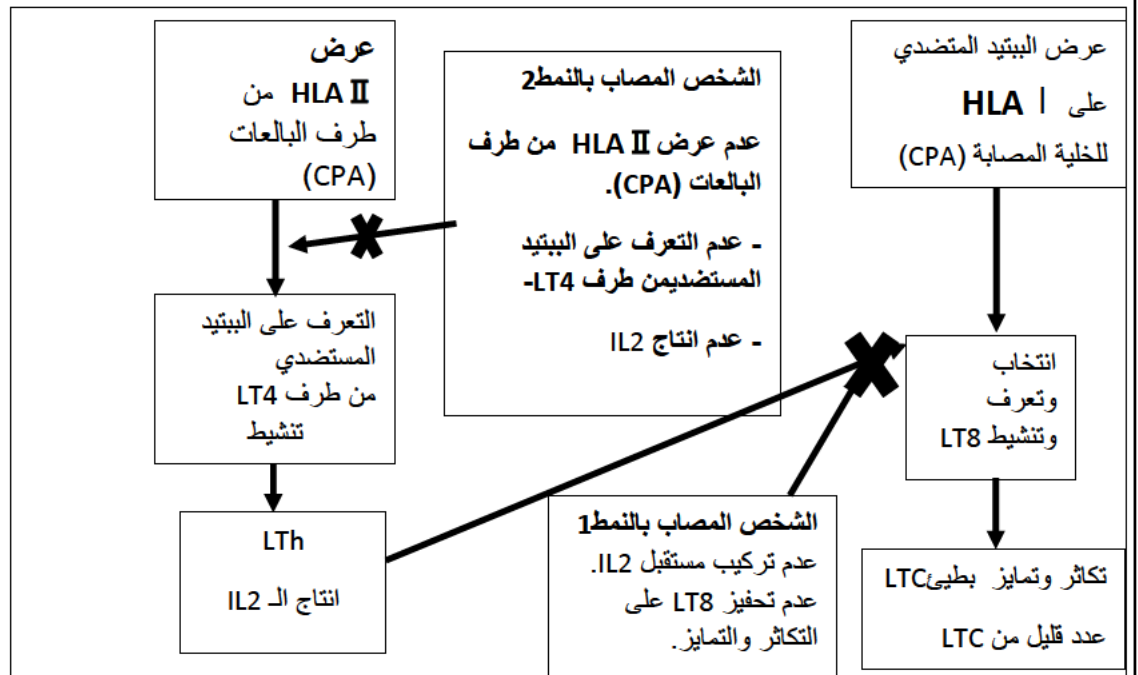 عرض الببتيد المتضدي
على HLA I
للخلية المصابة (CPA)
الشخص المصاب بالنمط2
عدم عرض HLA II من طرف
البالعات (CPA).
- عدم التعرف على الببتيد
المستضديمن طرف LT4-
- عدم انتاج IL2
عرض
HLA II من
طرف البالعات
(CPA)
التعرف على الببتيد
المستضدي
من طرف LT4
تنشيط
انتخاب
وتعرف
وتنشيط LT8
LTh
انتاج الـ IL2
الشخص المصاب بالنمط1
عدم تركيب مستقبل IL2.
عدم تحفيز LT8 على
التكاثر والتمايز.
تكاثر وتمايز بطيئLTC
عدد قليل من LTC